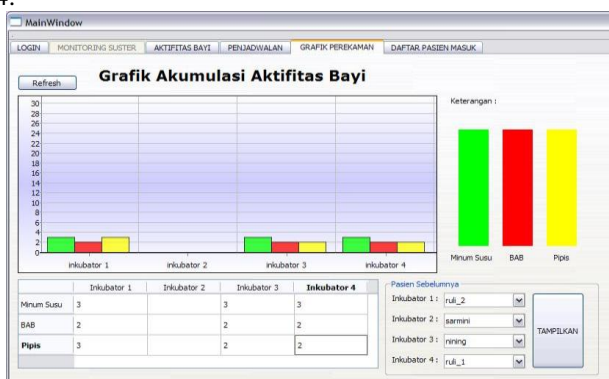 4.
MainWindow
LOGIN MONITORING SUSTER AKTIFITAS BAYI PENJADWALAN GRAFIK PEREKAMAN DAFTAR PASIEN MASUK
Refresh Grafik Akumulasi Aktifitas Bayi
Keterangan :
30
28
26
24
22
20
18
16
14
12
10
8
6
4
2
0
inkubator 1 inkubator 2 inkubator 3 inkubator 4
Minum Susu BAB Pipis
Inkubator 1 Inkubator 2 Inkubator 3 Inkubator 4
Minum Susu 3 3 3
BAB 2 2 2
Pipis 3 2 2
Pasien Sebelumnya
Inkubator 1 : ruli_2
Inkubator 2 : sarmini
Inkubator 3 : nining
Inkubator 4 : ruli_1
TAMPILKAN